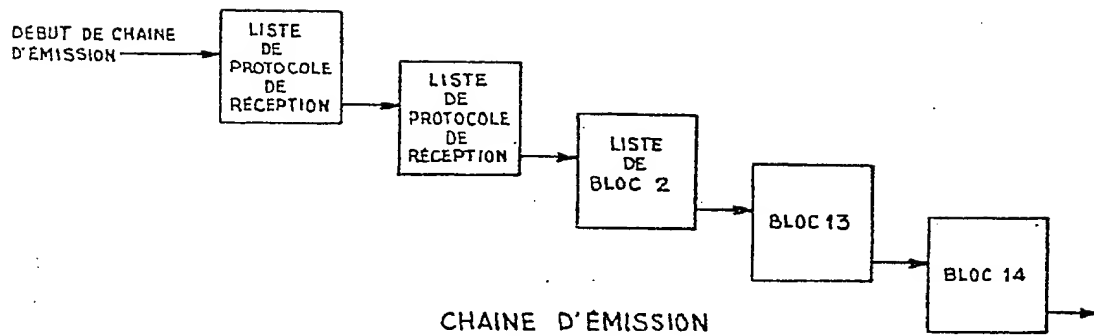 DÉBUT DE CHAINE
D'ÉMISSION
LISTE
DE
PROTOCOLE
DE
RÉCEPTION
LISTE
DE
PROTOCOLE
DE
RÉCEPTION
LISTE
DE
BLOC 2
BLOC 13
BLOC 14
CHAINE D'ÉMISSION